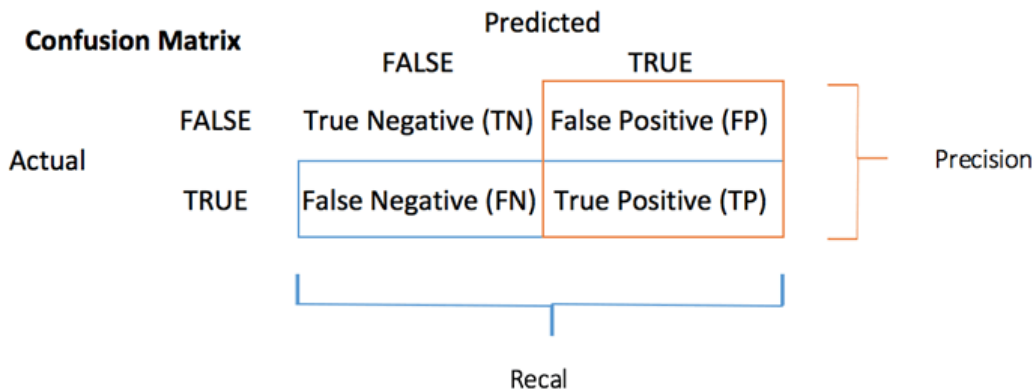 Predicted
Confusion Matrix
FALSE TRUE
FALSE True Negative (TN) False Positive (FP)
Actual Precision
TRUE False Negative (FN) True Positive (TP)
Recal